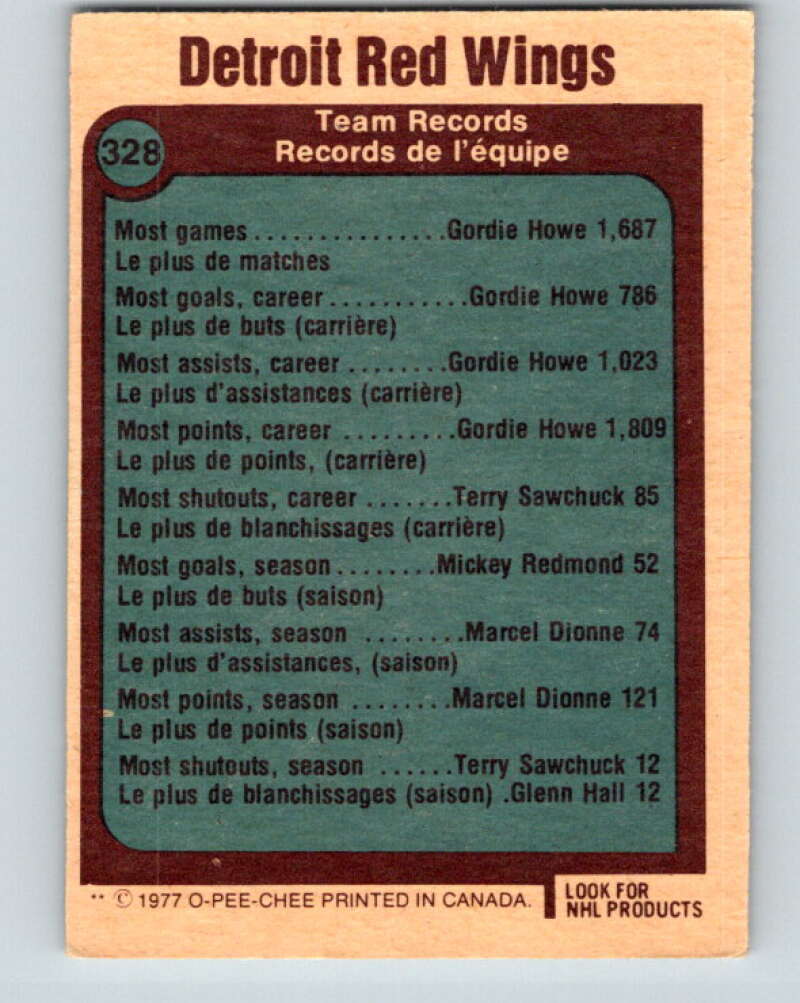 Detroit Red Wings
328
Team Records
Records de l'équipe
Most games...............Gordie Howe 1,687
Le plus de matches
Most goals, career...........Gordie Howe 786
Le plus de buts (carrière)
Most assists, career ........Gordie Howe 1,023
Le plus d'assistances (carrière)
Most points, career .........Gordie Howe 1,809
Le plus de points, (carrière)
Most shutouts, career .......Terry Sawchuck 85
Le plus de blanchissages (carrière)
Most goals, season........Mickey Redmond 52
Le plus de buts (saison)
Most assists, season ........Marcel Dionne 74
Le plus d'assistances, (saison)
Most points, season ........Marcel Dionne 121
Le plus de points (saison)
Most shutouts, season ......Terry Sawchuck 12
Le plus de blanchissages (saison) .Glenn Hall 12
** © 1977 O-PEE-CHEE PRINTED IN CANADA.
LOOK FOR
NHL PRODUCTS